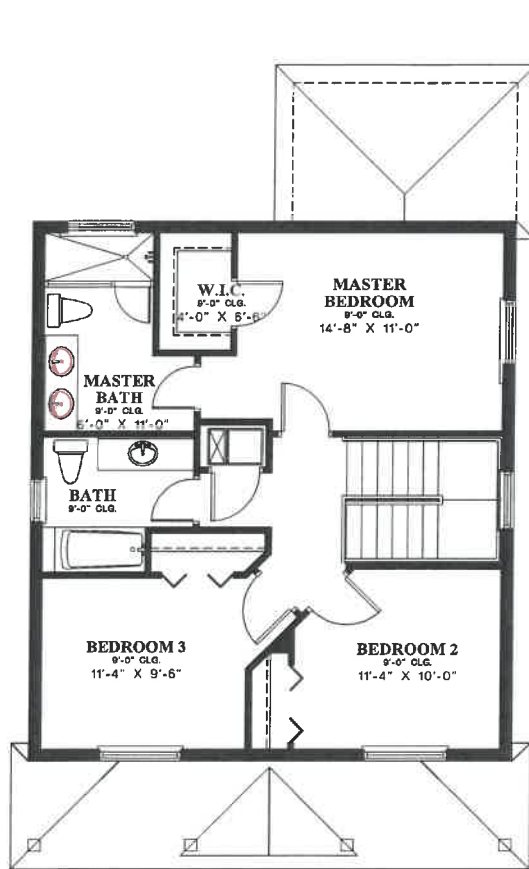 W.I.C.
9'-0" CLG.
4'-0" X 6'-6"
MASTER
BEDROOM
9'-0" CLG.
14'-8" X 11'-0"
MASTER
BATH
9'-0" CLG.
6'-0" X 11'-0"
BATH
9'-0" CLG.
BEDROOM 3
9'-0" CLG.
11'-4" X 9'-6"
BEDROOM 2
9'-0" CLG.
11'-4" X 10'-0"